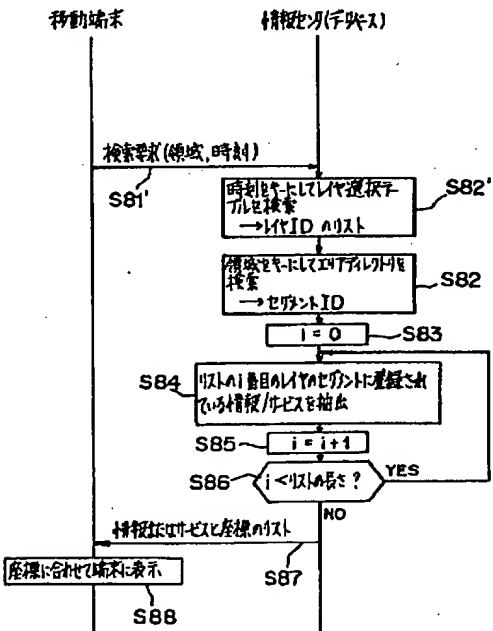 移動端末
情報センタ(データベース)
検索要求(領域,時刻)
S81'
時刻をキーにしてレイヤ選択テー
ブルを検索
→レイヤIDのリスト
S82'
領域をキーにしてエリアディレクトリを
検索
→セグメントID
S82
i=0
S83
S84
リストのi番目のレイヤのセグメントに登録され
ている情報/サービスを抽出
S85
i=i+1
S86
i<リストの長さ?
YES
NO
情報またはサービスと座標のリスト
S87
座標に合わせて端末に表示
S88